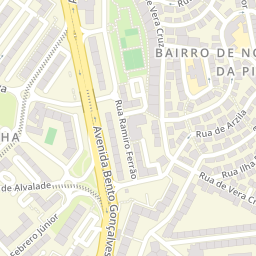 de Vera Cruz
BAIRRO DE NO
DA PI
Rua Ramiro Ferrão
Avenida Bento Gonçalves
Rua de Arzila
HA
Rua Ilha
de Alvalade
Rua de Vera Cruz
Fevereiro Júnior